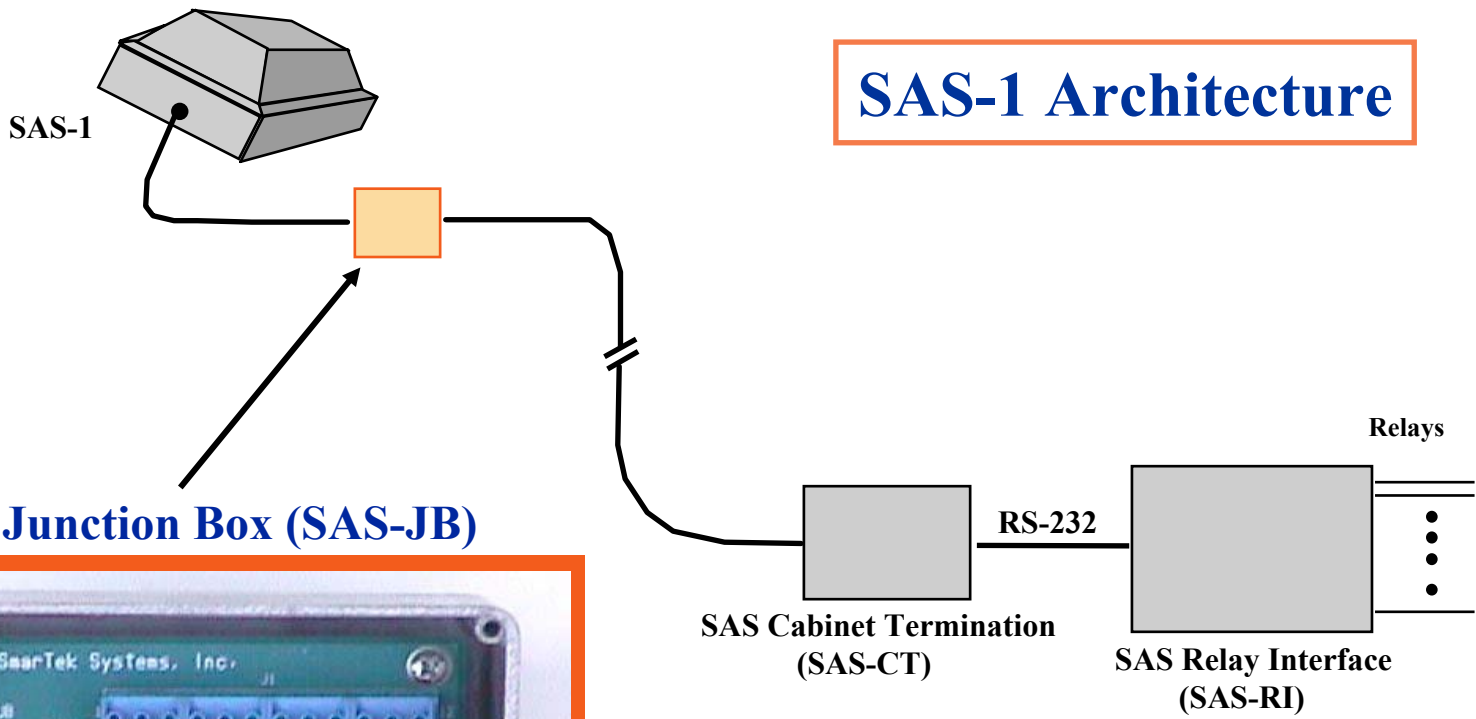 SAS-1 Architecture
SAS-1
Relays
Junction Box (SAS-JB)
RS-232
SAS Cabinet Termination
(SAS-CT)
SAS Relay Interface
(SAS-RI)
SmarTek Systems, Inc.
J1